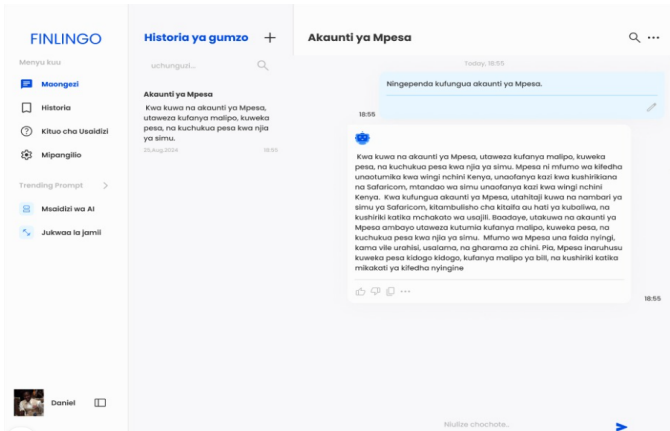 FINLINGO
Menyu kuu
Maongezi
Historia
Kituo cha Usaidizi
Mipangilio
Trending Prompt
Msaidizi wa AI
Jukwaa la jamii
Daniel
Historia ya gumzo
uchunguzi...
Akaunti ya Mpesa
Kwa kuwa na akaunti ya Mpesa,
utaweza kufanya malipo, kuweka
pesa, na kuchukua pesa kwa njia
ya simu.
25,Aug,2024 18:55
Akaunti ya Mpesa
Today, 18:55
Ningependa kufungua akaunti ya Mpesa.
18:55
Kwa kuwa na akaunti ya Mpesa, utaweza kufanya malipo, kuweka
pesa, na kuchukua pesa kwa njia ya simu. Mpesa ni mfumo wa kifedha
unaotumika kwa wingi nchini Kenya, unaofanya kazi kwa kushirikiana
na Safaricom, mtandao wa simu unaofanya kazi kwa wingi nchini
Kenya. Kwa kufungua akaunti ya Mpesa, utahitaji kuwa na nambari ya
simu ya Safaricom, kitambulisho cha kitaifa au hati ya kubaliwa, na
kushiriki katika mchakato wa usajili. Baadaye, utakuwa na akaunti ya
Mpesa ambayo utaweza kutumia kufanya malipo, kuweka pesa, na
kuchukua pesa kwa njia ya simu. Mfumo wa Mpesa una faida nyingi,
kama vile urahisi, usalama, na gharama za chini. Pia, Mpesa inaruhusu
kuweka pesa kidogo kidogo, kufanya malipo ya bill, na kushiriki katika
mikakati ya kifedha nyingine
18:55
Niulize chochote..